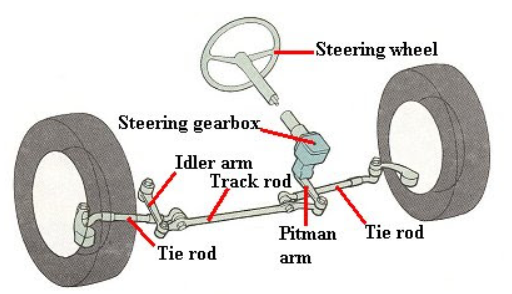 Steering wheel
Steering gearbox
Idler arm
Track rod
Tie rod
Pitman
arm
Tie rod